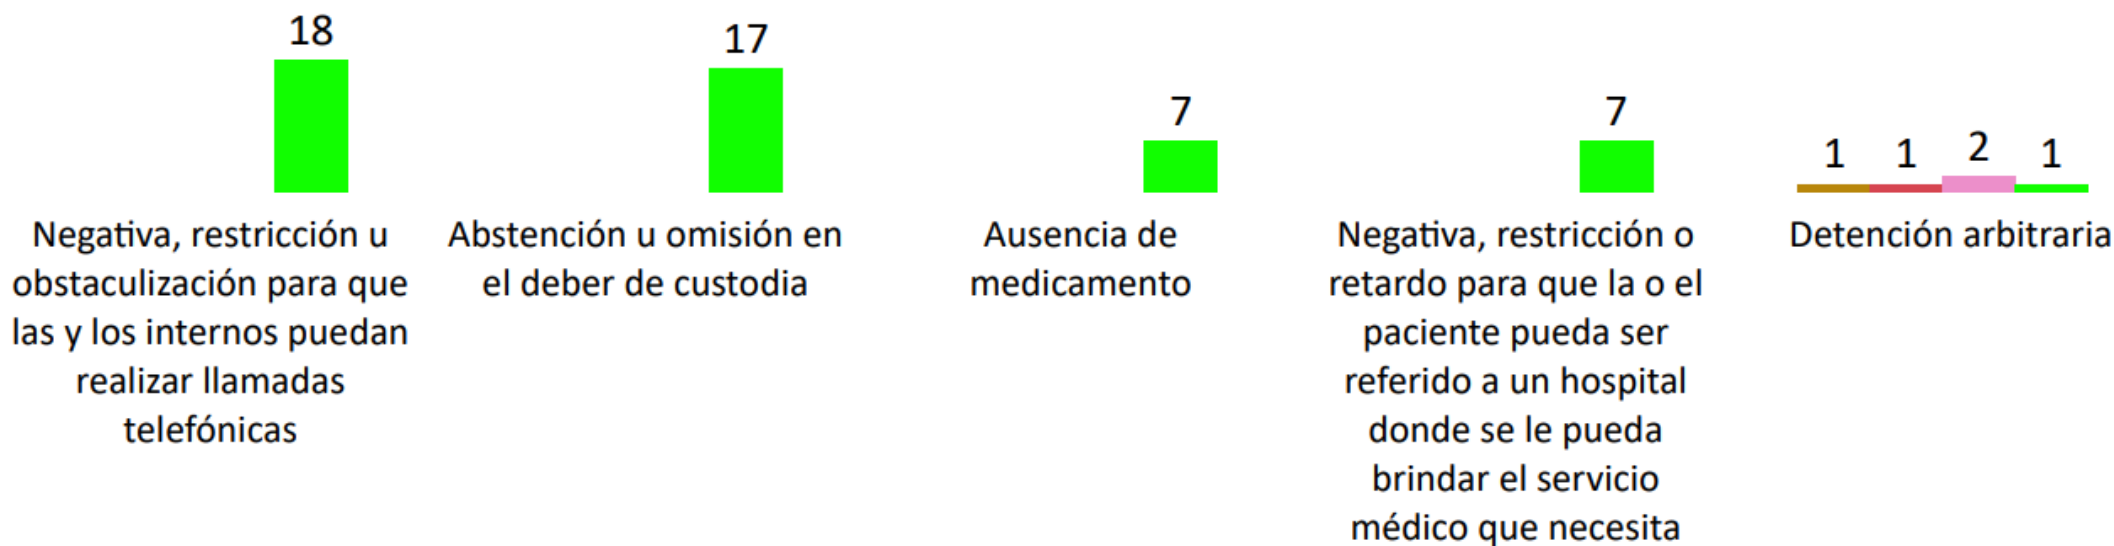 18
17
7
7
1 1 2 1
Negativa, restricción u
obstaculización para que
las y los internos puedan
realizar llamadas
telefónicas
Abstención u omisión en
el deber de custodia
Ausencia de
medicamento
Negativa, restricción o
retardo para que la o el
paciente pueda ser
referido a un hospital
donde se le pueda
brindar el servicio
médico que necesita
Detención arbitraria